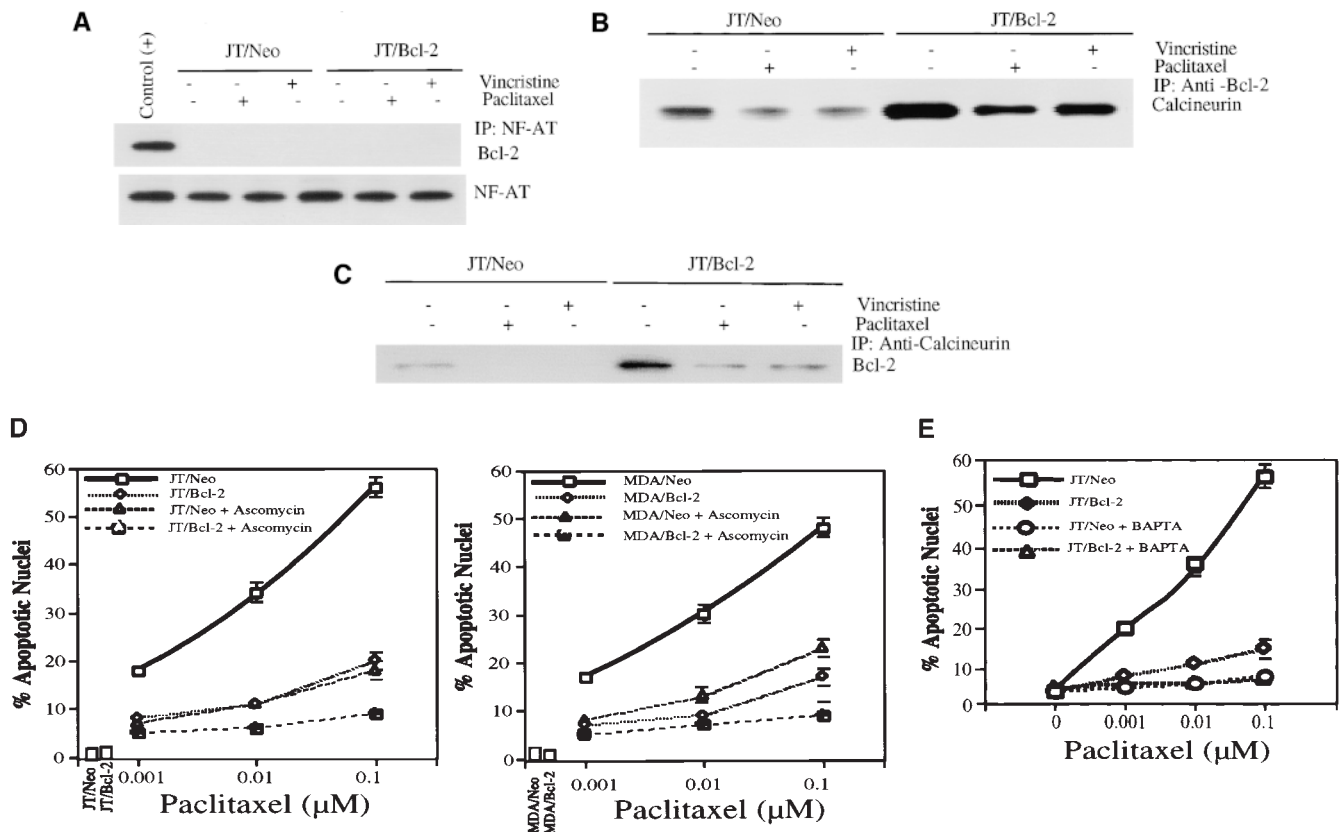 A
Control (+)
JT/Neo
JT/Bcl-2
- - + - - + Vincristine
- + - - + - Paclitaxel
IP: NF-AT
Bcl-2
NF-AT
B
JT/Neo
JT/Bcl-2
- - + - - + Vincristine
- + - - + - Paclitaxel
IP: Anti -Bcl-2
Calcineurin
C
JT/Neo
JT/Bcl-2
- - + - - + Vincristine
- + - - + - Paclitaxel
IP: Anti-Calcineurin
Bcl-2
D
% Apoptotic Nuclei
60
50
40
30
20
10
0
JT/Neo
JT/Bcl-2
JT/Neo + Ascomycin
JT/Bcl-2 + Ascomycin
JT/Neo
JT/Bcl-2
0.001 0.01 0.1
Paclitaxel (μM)
% Apoptotic Nuclei
60
50
40
30
20
10
0
MDA/Neo
MDA/Bcl-2
MDA/Neo + Ascomycin
MDA/Bcl-2 + Ascomycin
MDA/Neo
MDA/Bcl-2
0.001 0.01 0.1
Paclitaxel (μM)
E
% Apoptotic Nuclei
60
50
40
30
20
10
0
JT/Neo
JT/Bcl-2
JT/Neo + BAPTA
JT/Bcl-2 + BAPTA
0 0.001 0.01 0.1
Paclitaxel (μM)